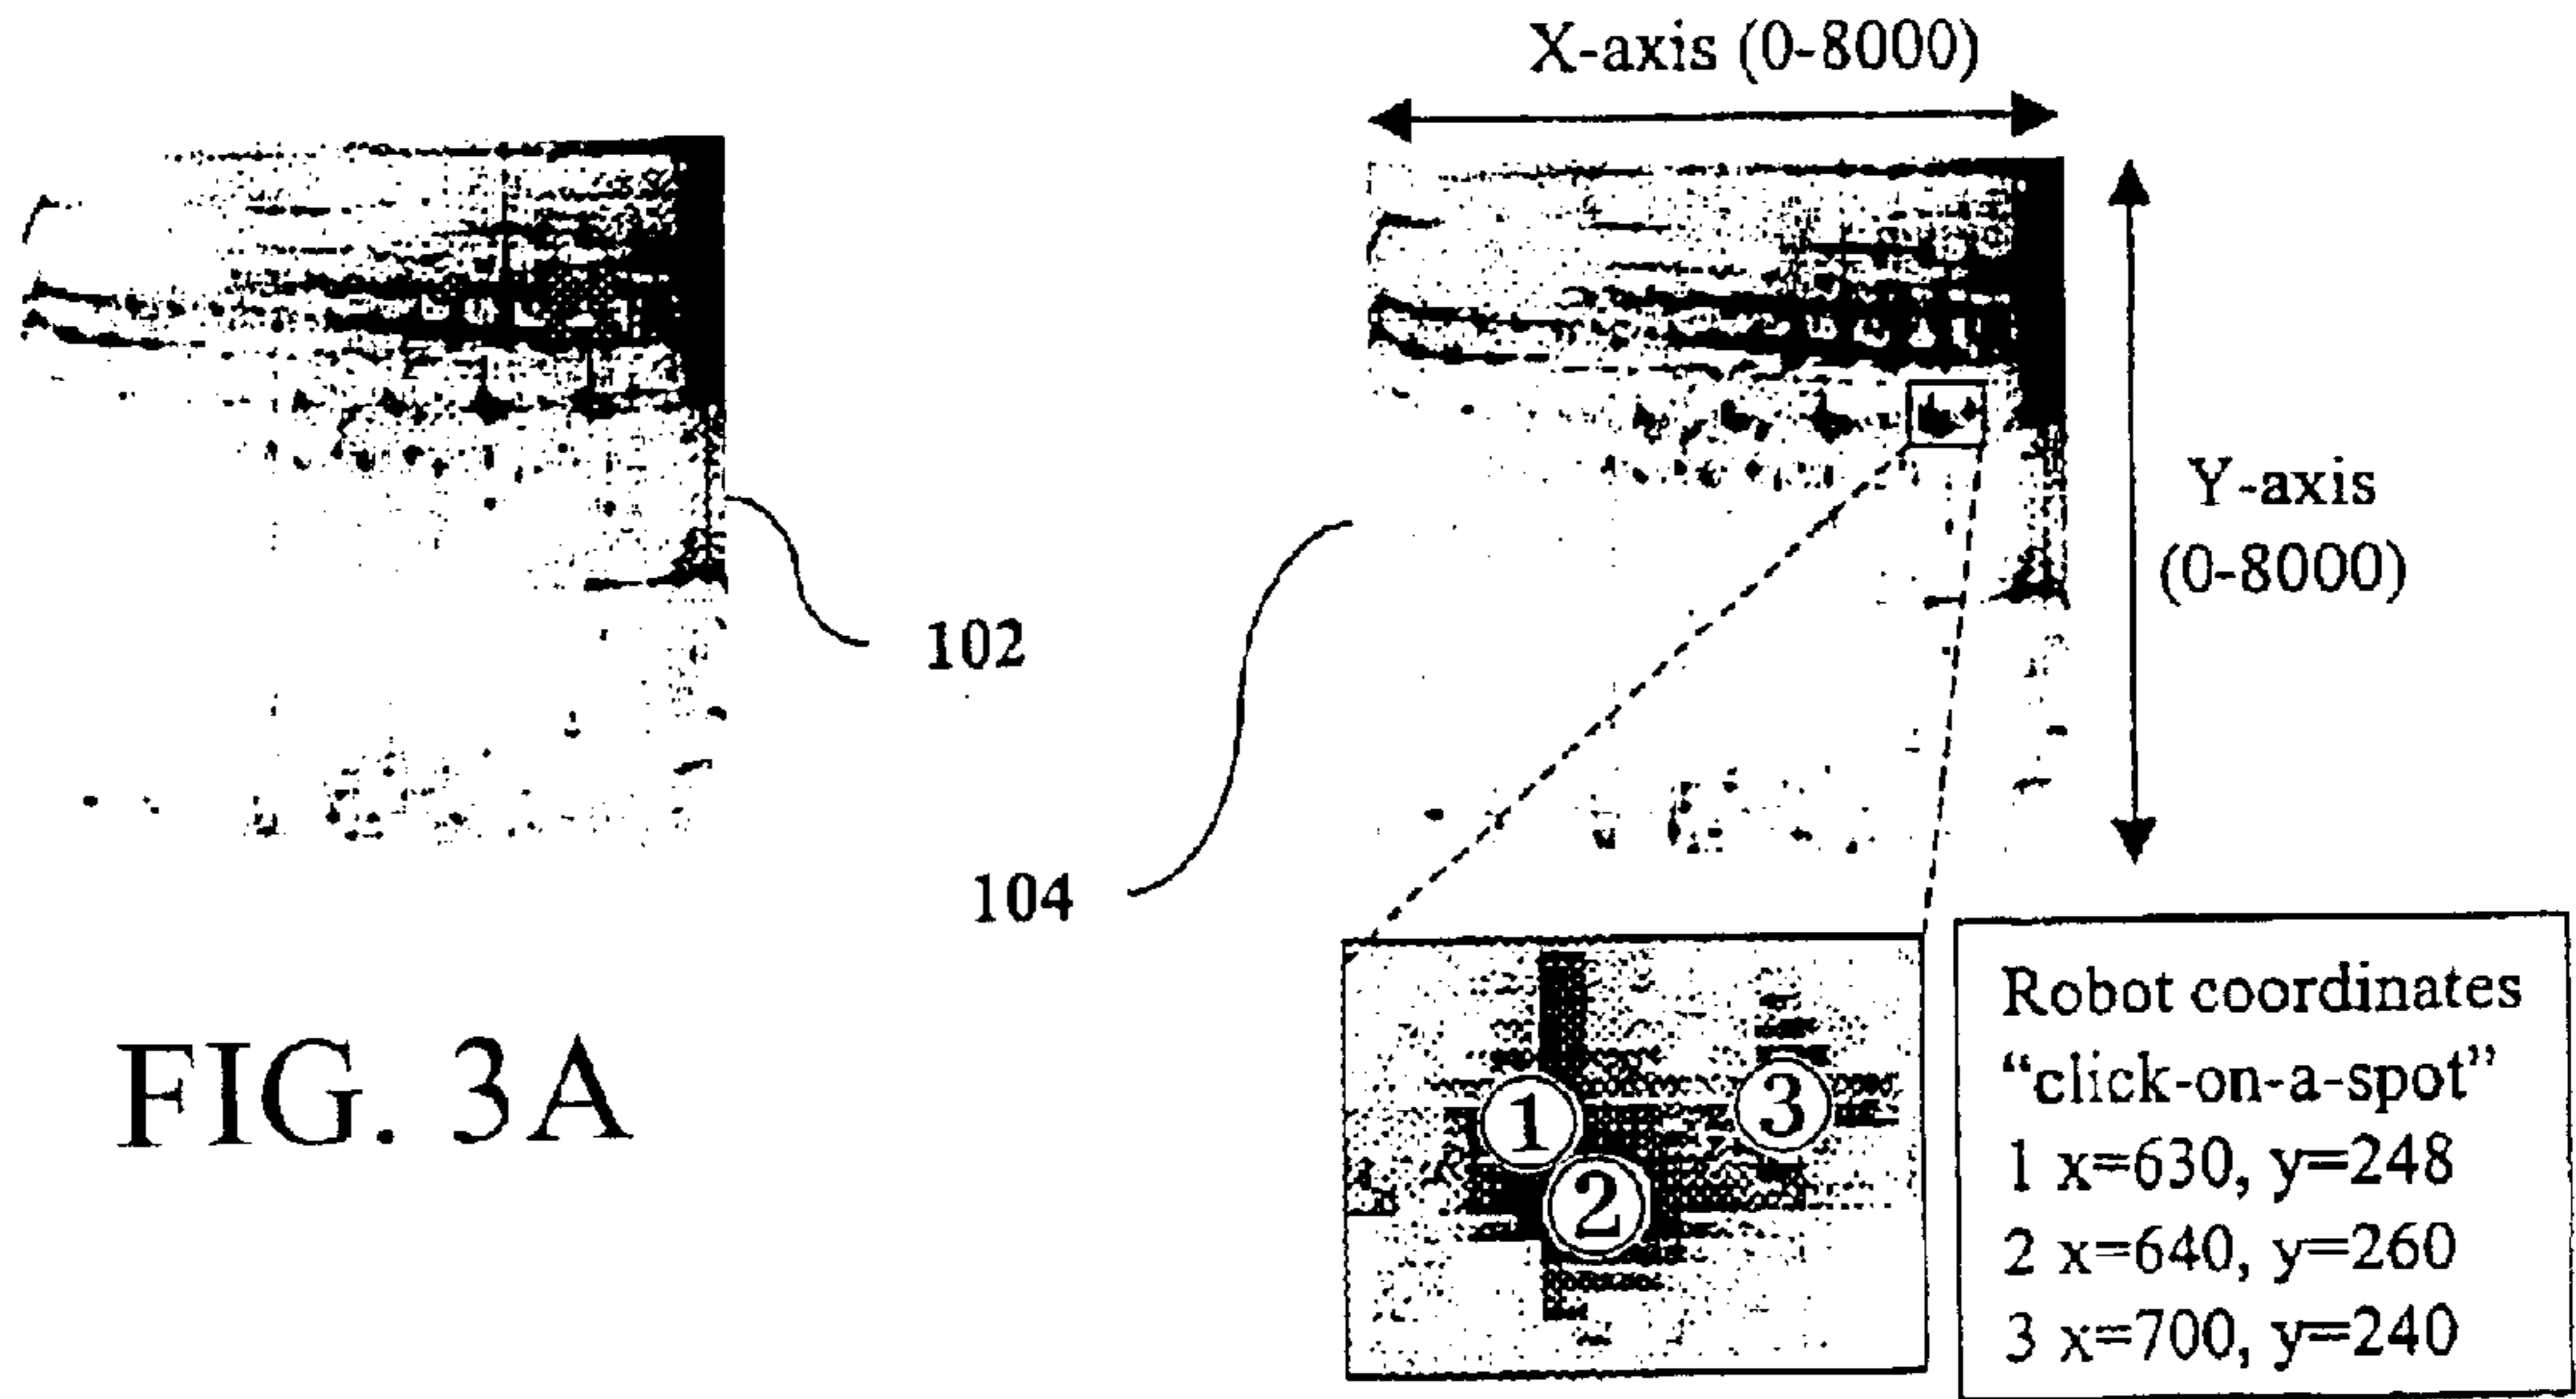 X-axis (0-8000)
Y-axis
(0-8000)
102
104
FIG. 3A
1
2
3
Robot coordinates
“click-on-a-spot”
1 x=630, y=248
2 x=640, y=260
3 x=700, y=240